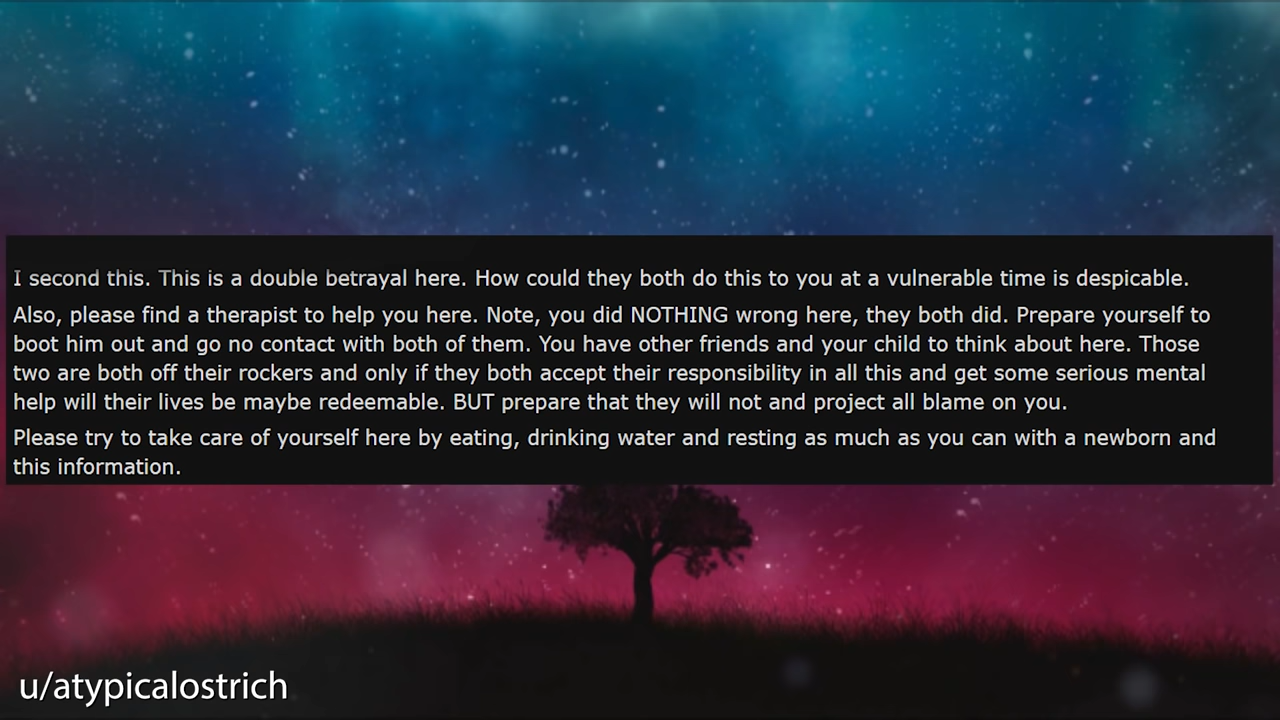 I second this. This is a double betrayal here. How could they both do this to you at a vulnerable time is despicable.
Also, please find a therapist to help you here. Note, you did NOTHING wrong here, they both did. Prepare yourself to
boot him out and go no contact with both of them. You have other friends and your child to think about here. Those
two are both off their rockers and only if they both accept their responsibility in all this and get some serious mental
help will their lives be maybe redeemable. BUT prepare that they will not and project all blame on you.
Please try to take care of yourself here by eating, drinking water and resting as much as you can with a newborn and
this information.
u/atypicalostrich